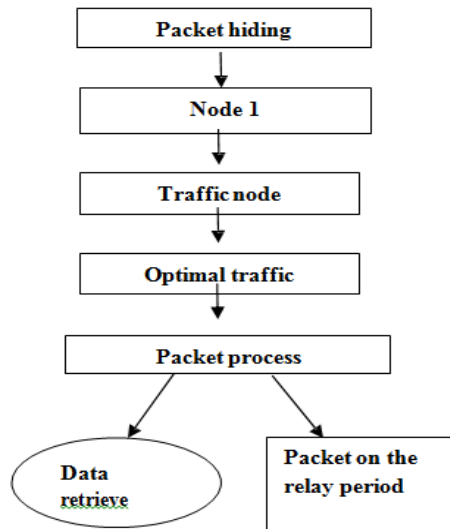 Packet hiding
Node 1
Traffic node
Optimal traffic
Packet process
Data
retrieve
Packet on the
relay period